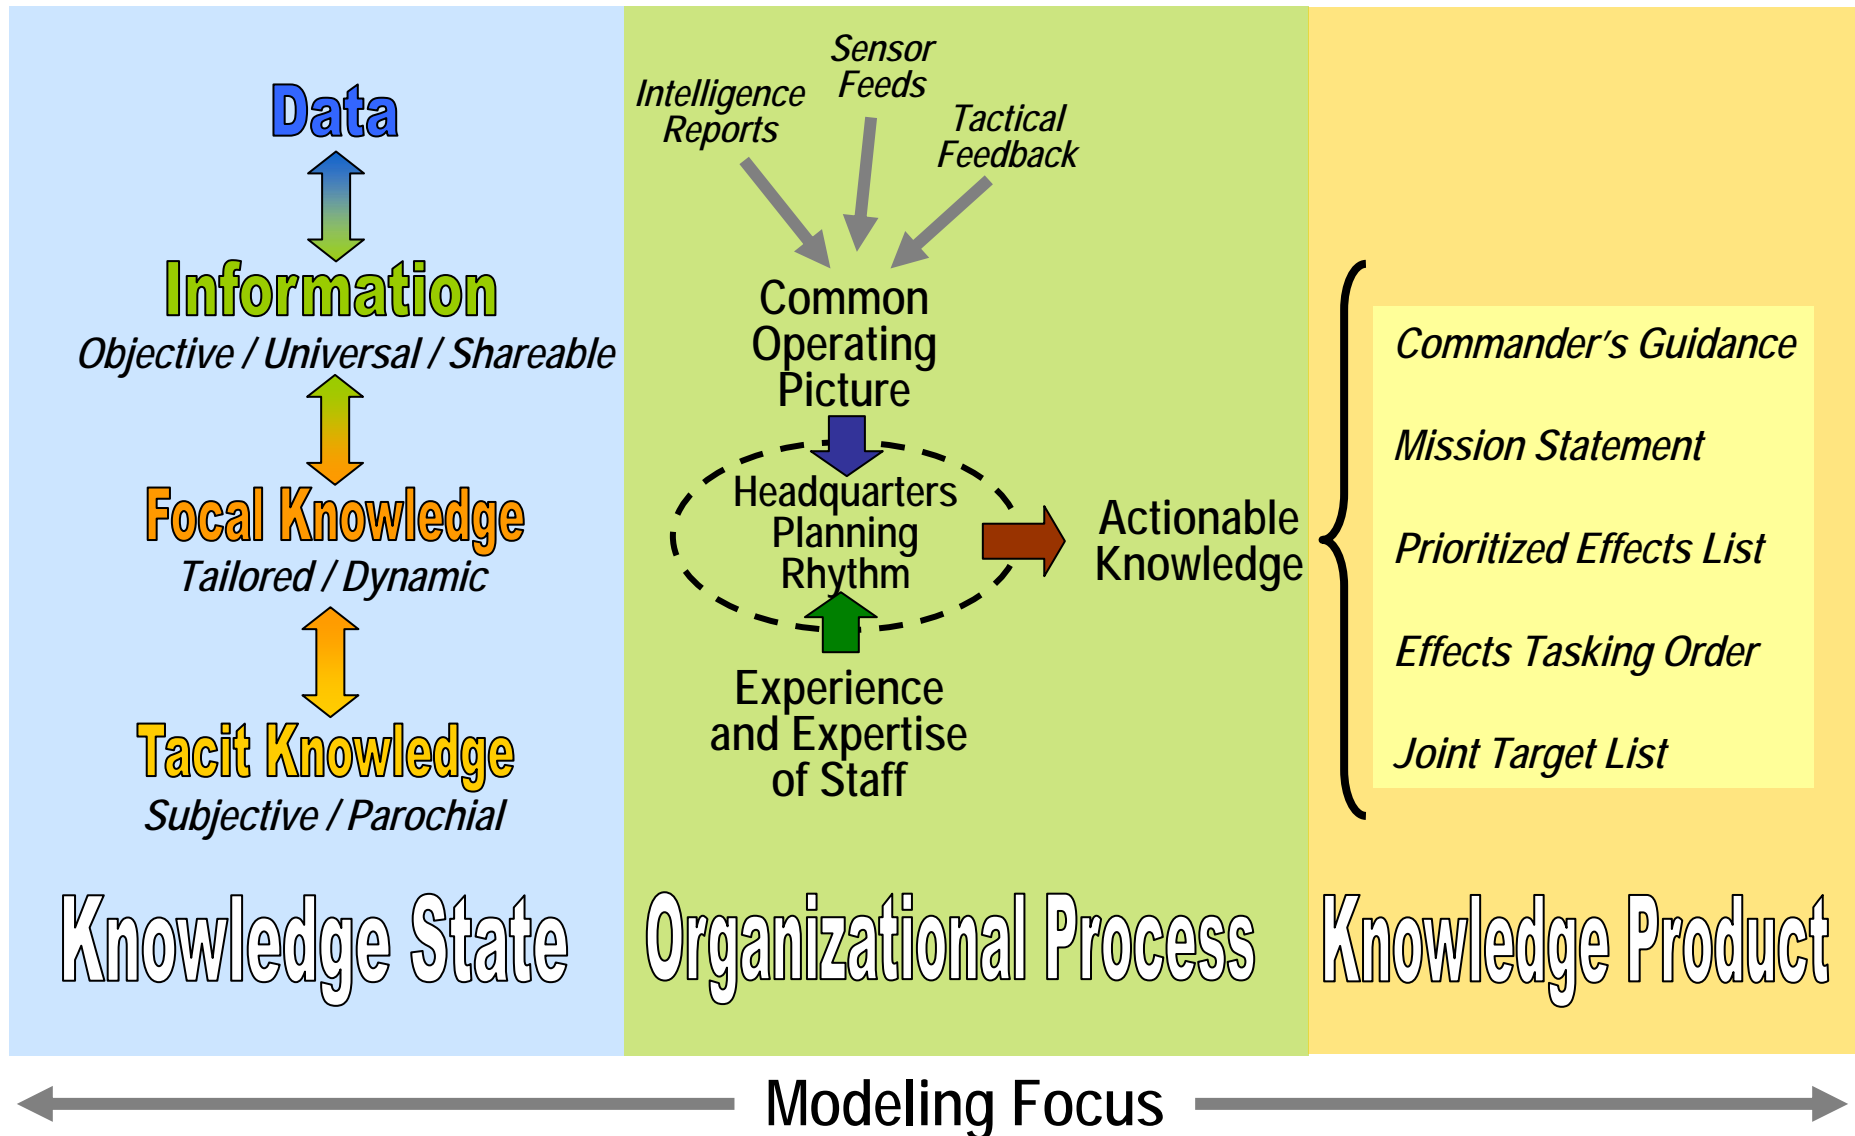 Data
Information
Objective / Universal / Shareable
Focal Knowledge
Tailored / Dynamic
Tacit Knowledge
Subjective / Parochial
Knowledge State
Intelligence
Reports
Sensor
Feeds
Tactical
Feedback
Common
Operating
Picture
Headquarters
Planning
Rhythm
Experience
and Expertise
of Staff
Actionable
Knowledge
Organizational Process
Commander’s Guidance
Mission Statement
Prioritized Effects List
Effects Tasking Order
Joint Target List
Knowledge Product
Modeling Focus